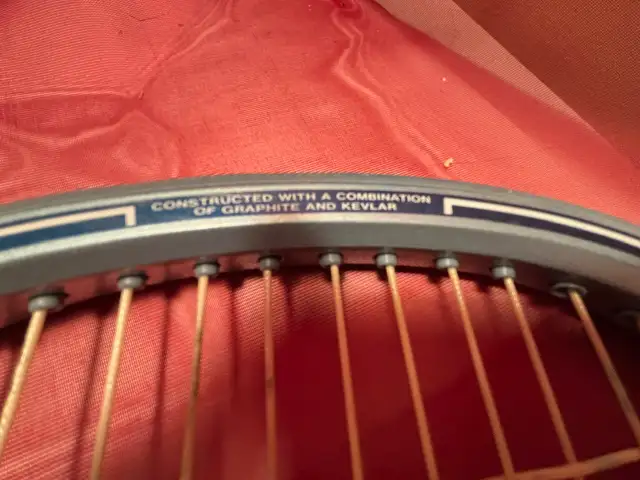 CONSTRUCTED WITH A COMBINATION
OF GRAPHITE AND KEVLAR